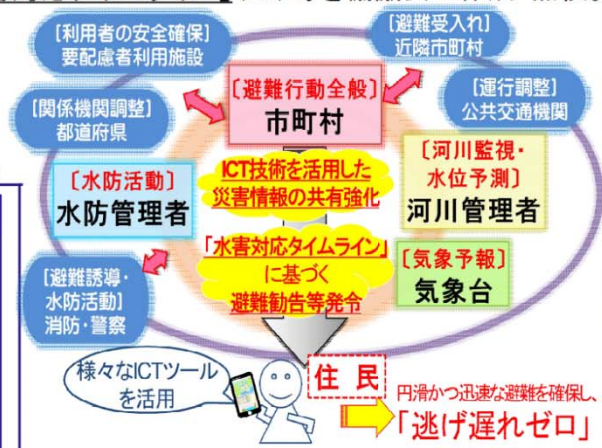 ［利用者の安全確保］
要配慮者利用施設
［避難受入れ］
近隣市町村
［関係機関調整］
都道府県
〔避難行動全般〕
市町村
［運行調整］
公共交通機関
〔水防活動〕
水防管理者
ICT技術を活用した
災害情報の共有強化
〔河川監視・
水位予測〕
河川管理者
「水害対応タイムライン」
に基づく
避難勧告等発令
〔気象予報〕
気象台
［避難誘導・
水防活動］
消防・警察
様々なICTツール
を活用
住 民
円滑かつ迅速な避難を確保し、
「逃げ遅れゼロ」